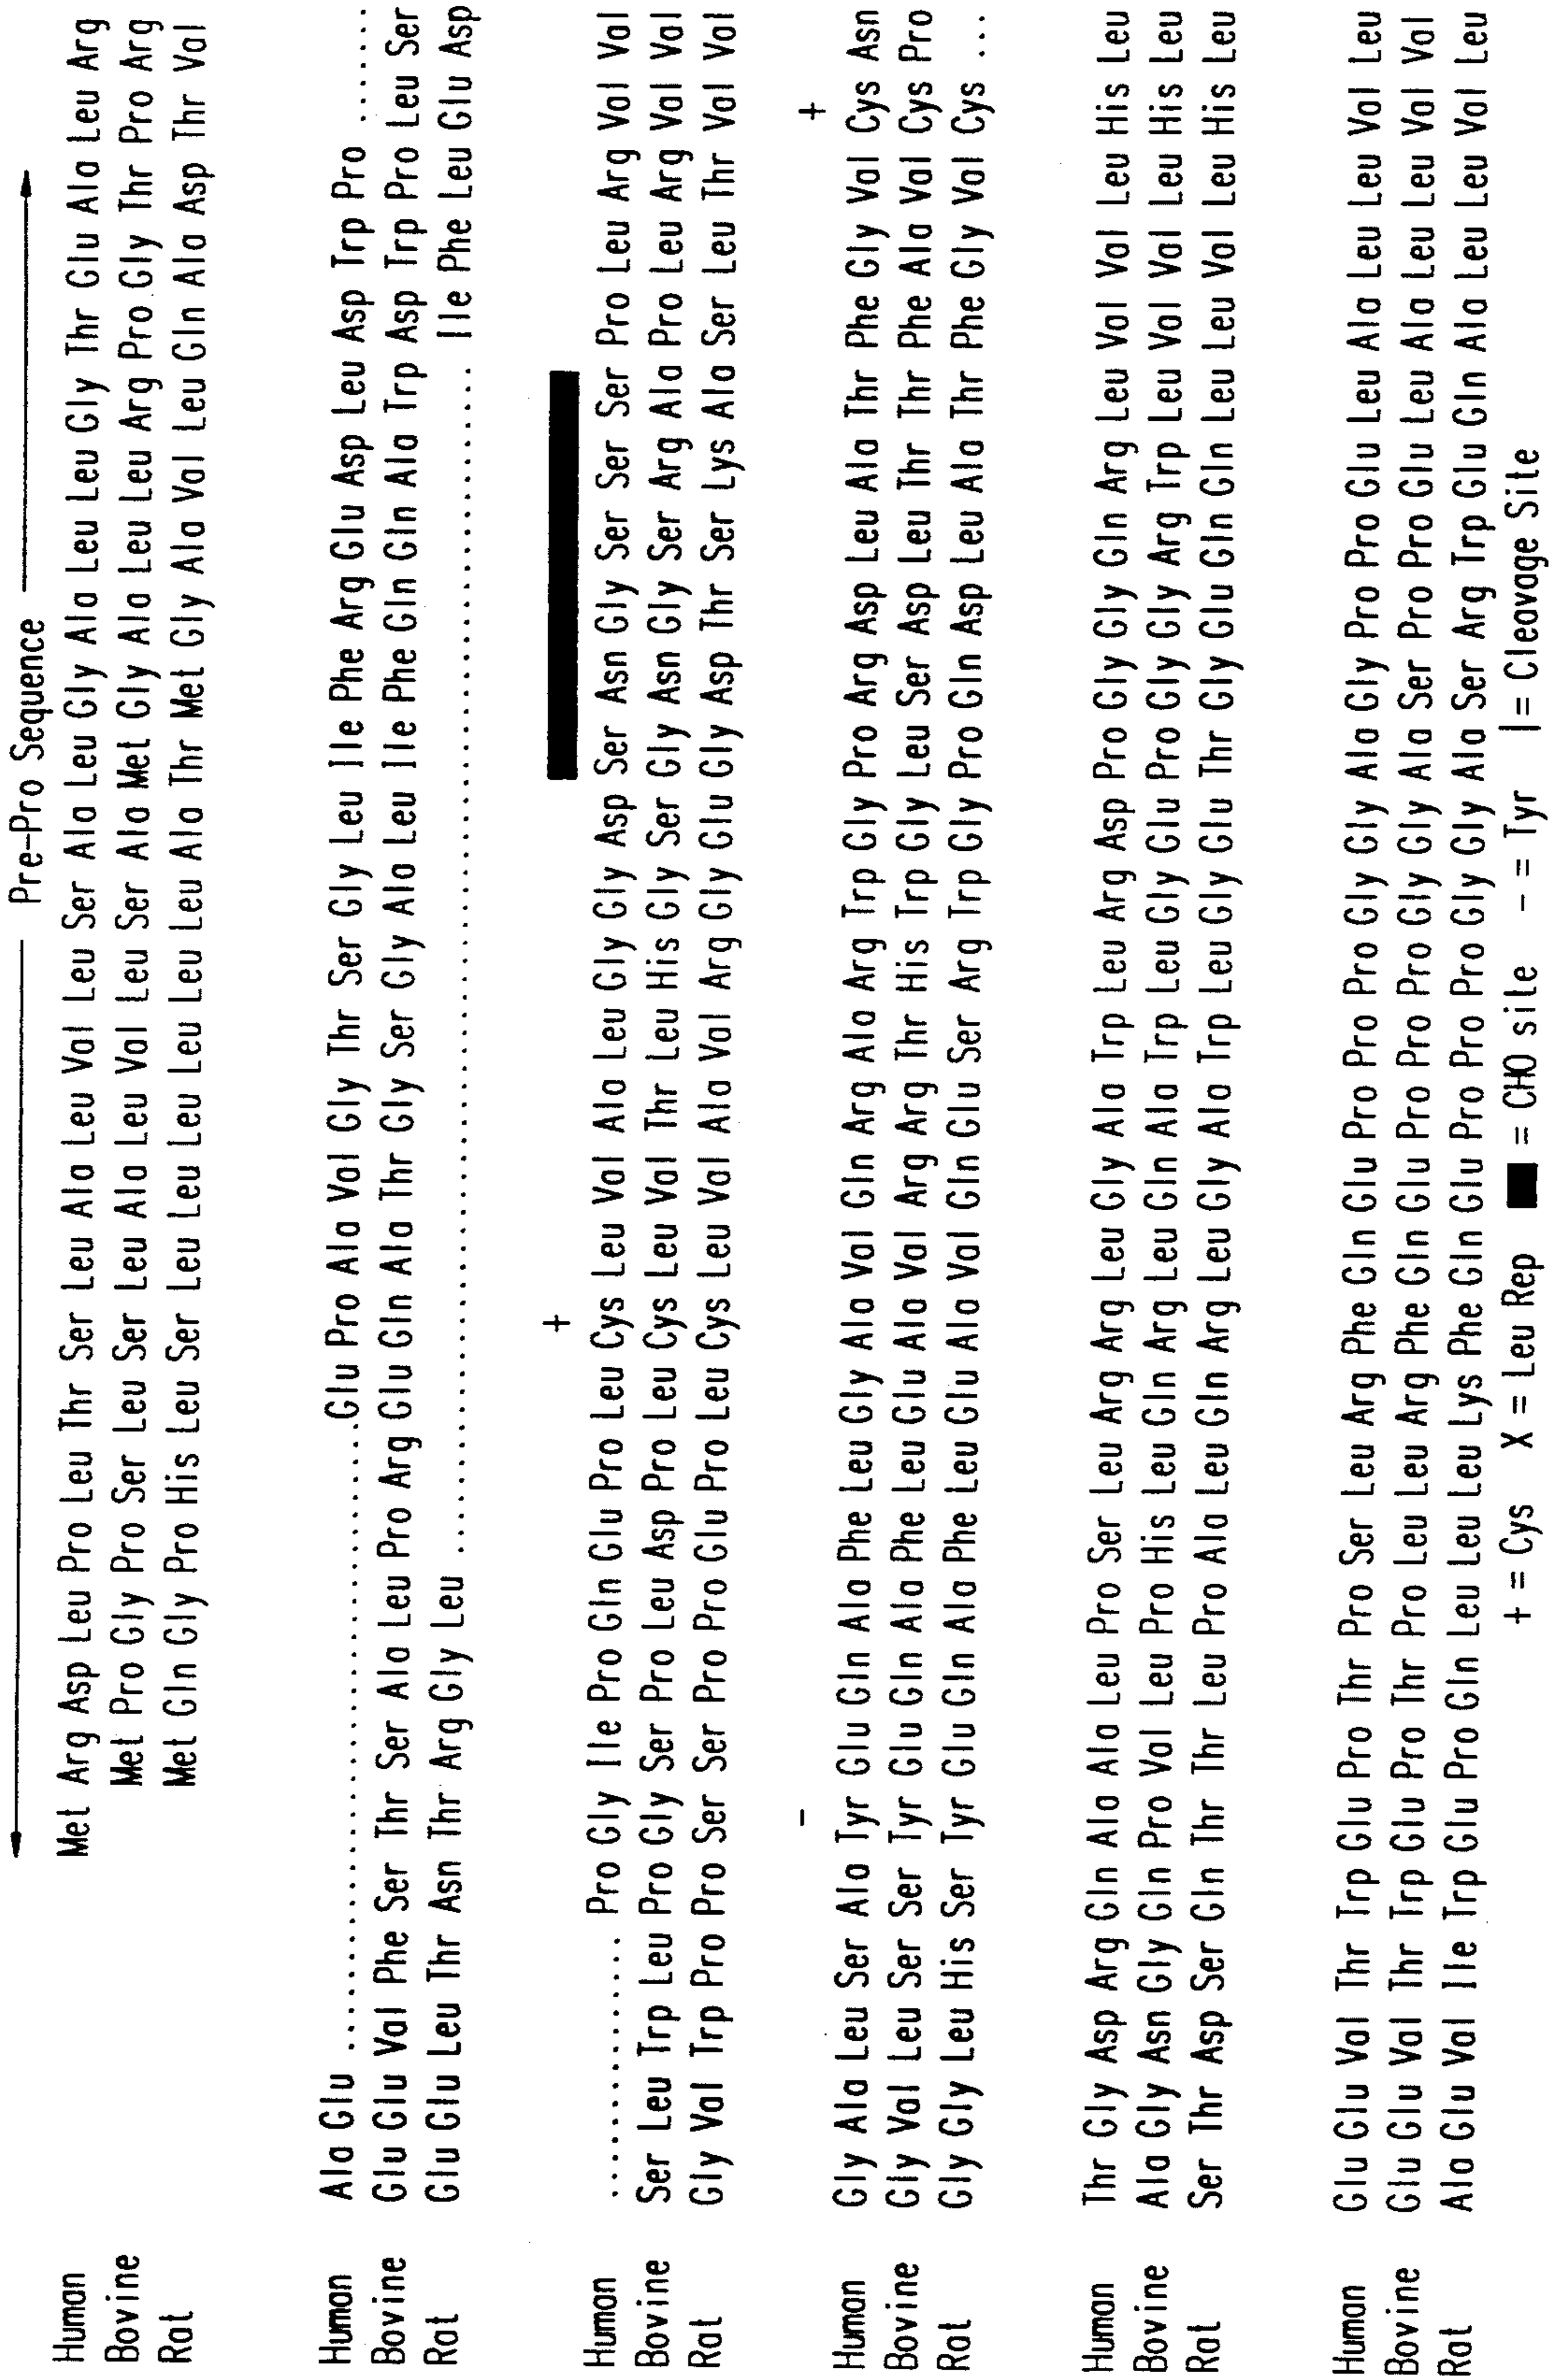 Pre-Pro Sequence
Human Met Arg Asp Leu Pro Leu Thr Ser Leu Ala Leu Val Leu Ser Ala Leu Gly Ala Leu Leu Gly Thr Glu Ala Leu Arg
Bovine Met Pro Gly Pro Ser Leu Ser Leu Ala Leu Val Leu Ser Ala Met Gly Ala Leu Leu Arg Pro Gly Thr Pro Arg
Rat Met Gln Gly Pro His Leu Ser Leu Leu Leu Leu Leu Leu Leu Ala Thr Met Gly Ala Val Leu Gln Ala Asp Thr Val
Human Ala Glu ................................................ Glu Pro Ala Val Gly Thr Ser Gly Leu Ile Phe Arg Glu Asp Leu Asp Trp Pro ......
Bovine Glu Glu Val Phe Ser Thr Ser Ala Leu Pro Arg Glu Gln Ala Thr Gly Ser Gly Ala Leu Ile Phe Gln Gln Ala Trp Asp Trp Pro Leu Ser
Rat Glu Glu Leu Thr Asn Thr Arg Gly Leu ................................................ Ile Phe Leu Glu Asp
+
Human .................. Pro Gly Ile Pro Gln Glu Pro Leu Cys Leu Val Ala Leu Gly Gly Asp Ser Asn Gly Ser Ser Ser Pro Leu Arg Val Val
Bovine Ser Leu Trp Leu Pro Gly Ser Pro Leu Asp Pro Leu Cys Leu Val Thr Leu His Gly Ser Gly Asn Gly Ser Arg Ala Pro Leu Arg Val Val
Rat Gly Val Trp Pro Pro Ser Ser Pro Pro Glu Pro Leu Cys Leu Val Ala Val Arg Gly Glu Gly Asp Thr Ser Lys Ala Ser Leu Thr Val Val
- +
Human Gly Ala Leu Ser Ala Tyr Glu Gln Ala Phe Leu Gly Ala Val Gln Arg Ala Arg Trp Gly Pro Arg Asp Leu Ala Thr Phe Gly Val Cys Asn
Bovine Gly Val Leu Ser Ser Tyr Glu Gln Ala Phe Leu Glu Ala Val Arg Arg Thr His Trp Gly Leu Ser Asp Leu Thr Thr Phe Ala Val Cys Pro
Rat Gly Gly Leu His Ser Tyr Glu Gln Ala Phe Leu Glu Ala Val Gln Glu Ser Arg Trp Gly Pro Gln Asp Leu Ala Thr Phe Gly Val Cys ...
Human Thr Gly Asp Arg Gln Ala Ala Leu Pro Ser Leu Arg Arg Leu Gly Ala Trp Leu Arg Asp Pro Gly Gly Gln Arg Leu Val Val Leu His Leu
Bovine Ala Gly Asn Gly Gln Pro Val Leu Pro His Leu Gln Arg Leu Gln Ala Trp Leu Gly Glu Pro Gly Gly Arg Trp Leu Val Val Leu His Leu
Rat Ser Thr Asp Ser Gln Thr Thr Leu Pro Ala Leu Gln Arg Leu Gly Ala Trp Leu Gly Glu Thr Gly Glu Gln Gln Leu Leu Val Leu His Leu
Human Glu Glu Val Thr Trp Glu Pro Thr Pro Ser Leu Arg Phe Gln Glu Pro Pro Pro Gly Gly Ala Gly Pro Pro Glu Leu Ala Leu Leu Val Leu
Bovine Glu Glu Val Thr Trp Glu Pro Thr Pro Leu Leu Arg Phe Gln Glu Pro Pro Pro Gly Gly Ala Ser Pro Pro Glu Leu Ala Leu Leu Val Val
Rat Ala Glu Val Ile Trp Glu Pro Gln Leu Leu Leu Lys Phe Gln Glu Pro Pro Pro Gly Gly Ala Ser Arg Trp Glu Gln Ala Leu Leu Val Leu
+ = Cys X = Leu Rep ■ = CHO site - = Tyr | = Cleavage Site